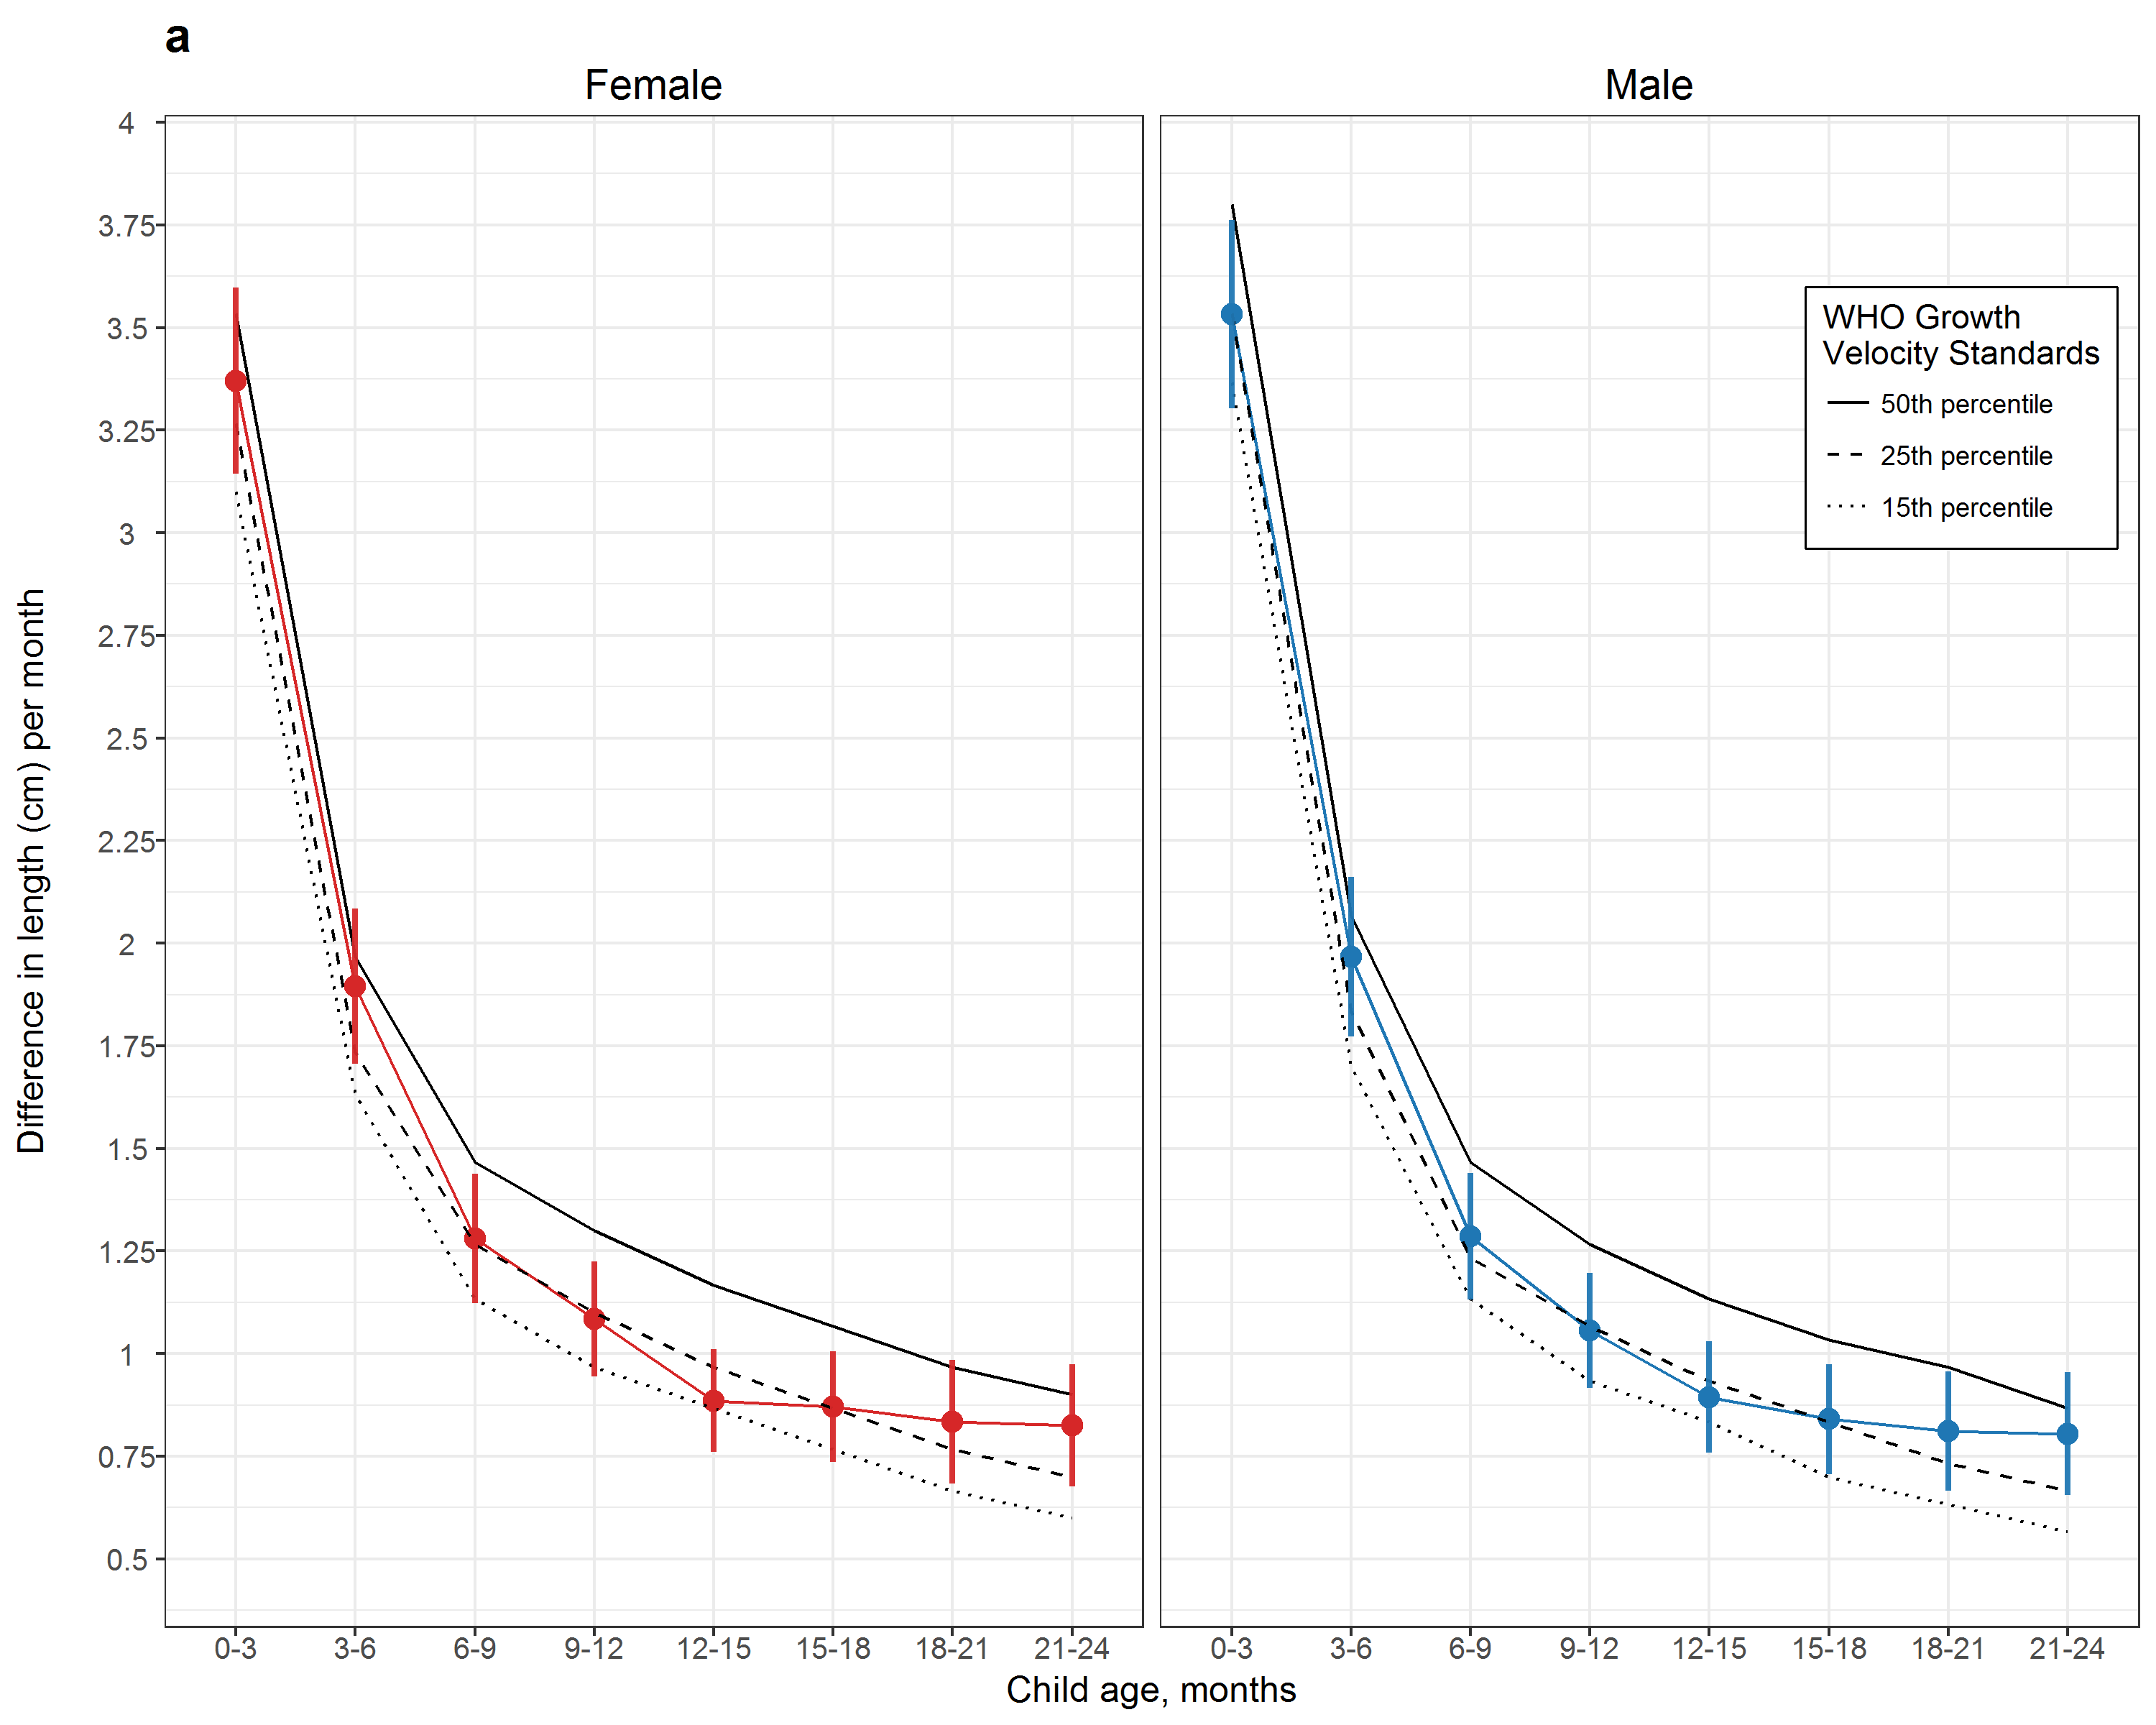 a
Female
Male
4
3.75
3.5
3.25
3
2.75
2.5
2.25
2
1.75
1.5
1.25
1
0.75
0.5
Difference in length (cm) per month
WHO Growth
Velocity Standards
50th percentile
25th percentile
15th percentile
0-3 3-6 6-9 9-12 12-15 15-18 18-21 21-24
0-3 3-6 6-9 9-12 12-15 15-18 18-21 21-24
Child age, months